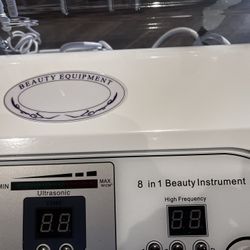 BEAUTY EQUIPMENT
8 in 1 Beauty Instrument
MIN
MAX
Ultrasonic
High Frequency
88
88